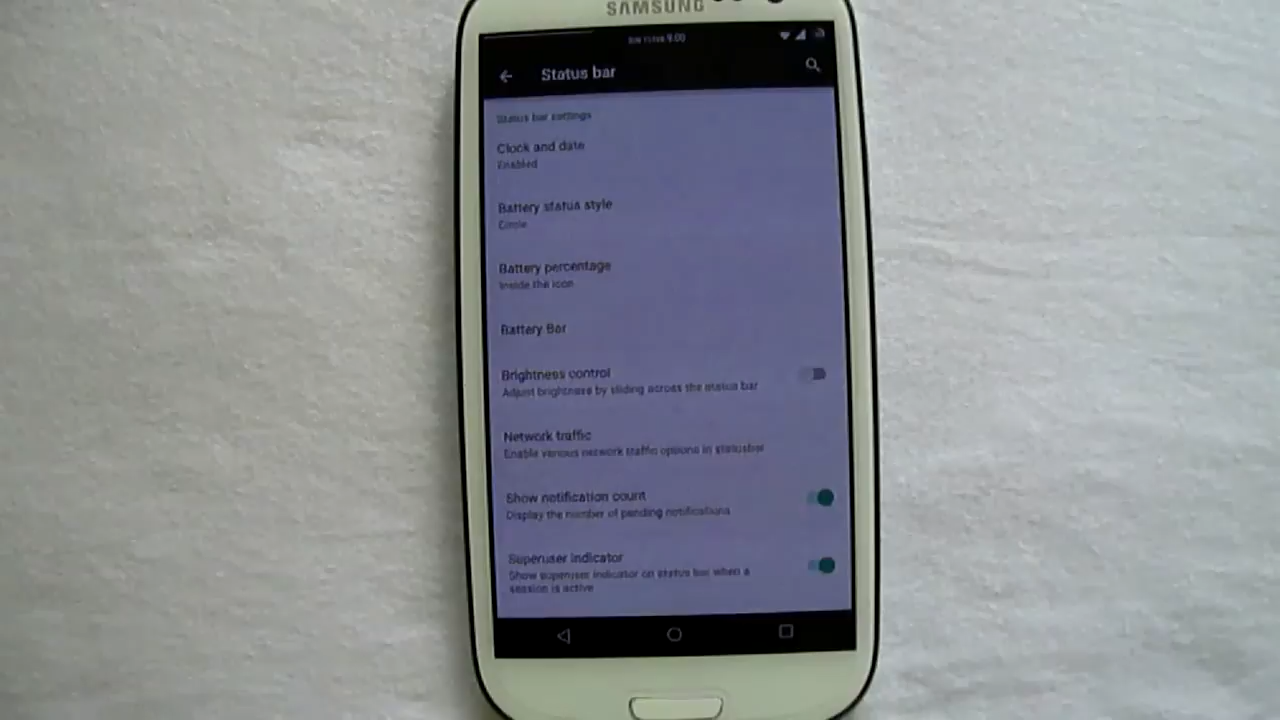 SAMSUNG
9:00
Status bar
Status bar settings
Clock and date
Enabled
Battery status style
Circle
Battery percentage
Inside the icon
Battery Bar
Brightness control
Adjust brightness by sliding across the status bar
Network traffic
Enable various network traffic options in statusbar
Show notification count
Display the number of pending notifications
Superuser indicator
Show superuser indicator on status bar when a
session is active